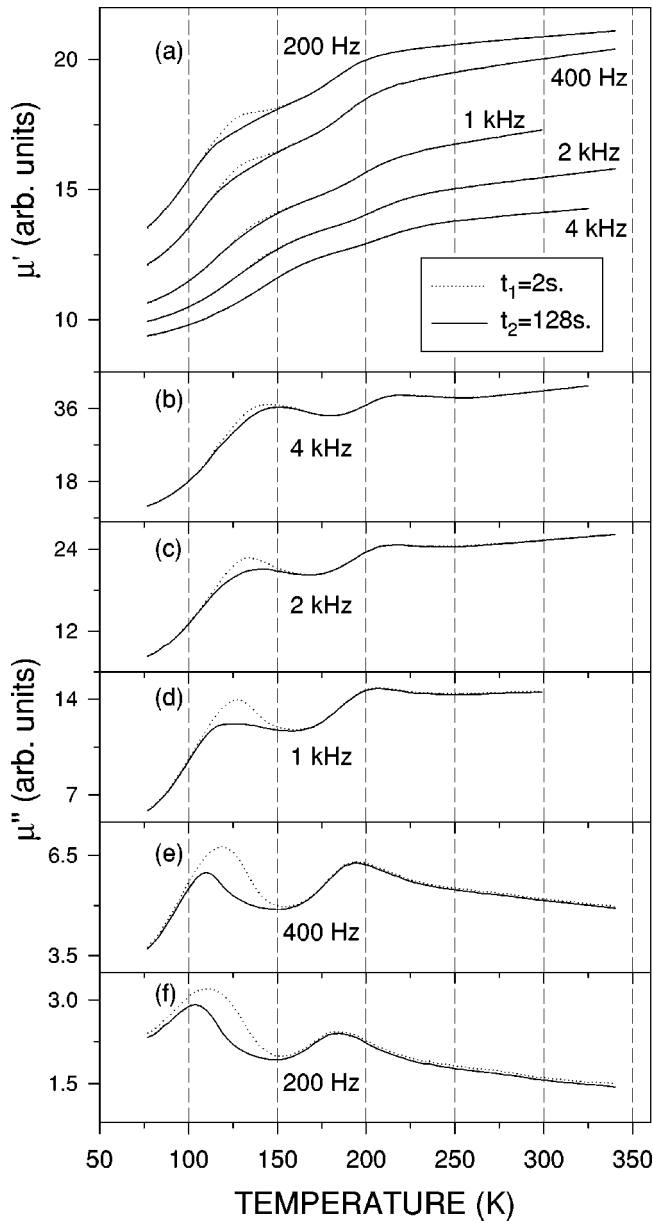 (a)
200 Hz
400 Hz
1 kHz
2 kHz
4 kHz
20
15
10
μ' (arb. units)
t₁=2s.
t₂=128s.
(b)
36
18
4 kHz
(c)
24
12
2 kHz
(d)
14
7
1 kHz
μ'' (arb. units)
(e)
6.5
3.5
400 Hz
(f)
3.0
1.5
200 Hz
50 100 150 200 250 300 350
TEMPERATURE (K)